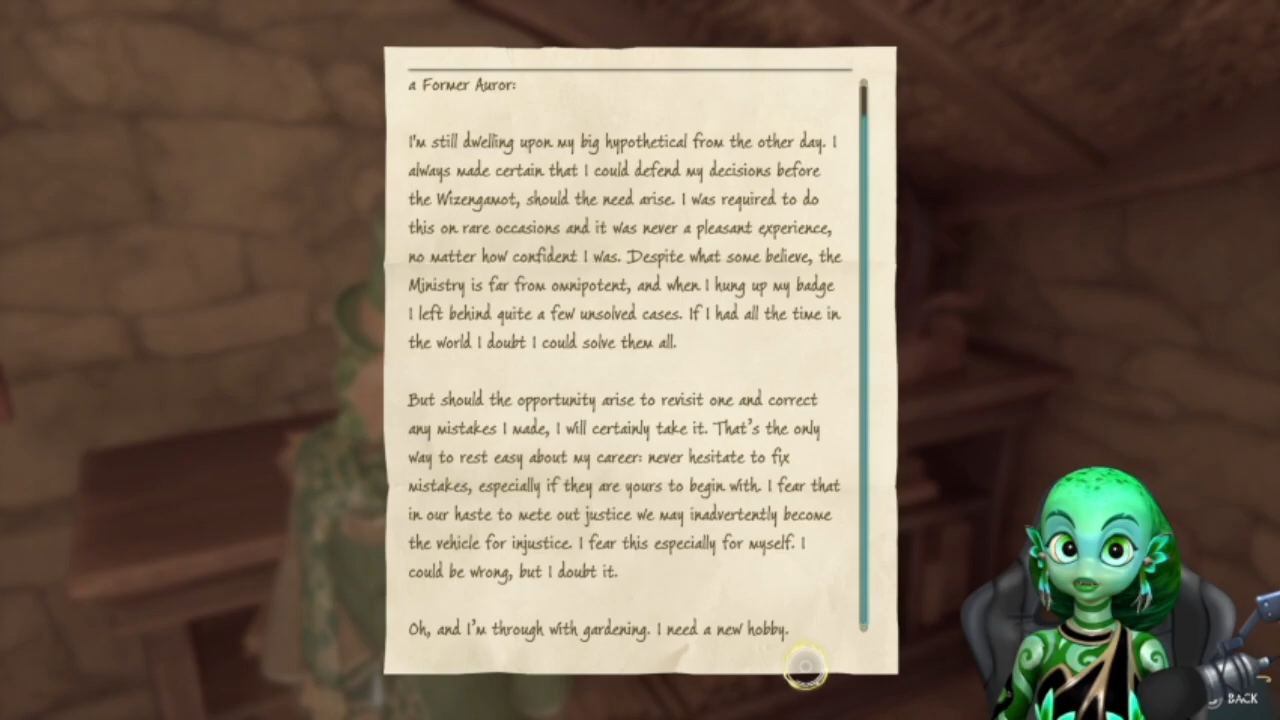 a Former Auror:
I'm still dwelling upon my big hypothetical from the other day. I
always made certain that I could defend my decisions before
the Wizengamot, should the need arise. I was required to do
this on rare occasions and it was never a pleasant experience,
no matter how confident I was. Despite what some believe, the
Ministry is far from omnipotent, and when I hung up my badge
I left behind quite a few unsolved cases. If I had all the time in
the world I doubt I could solve them all.
But should the opportunity arise to revisit one and correct
any mistakes I made, I will certainly take it. That's the only
way to rest easy about my career: never hesitate to fix
mistakes, especially if they are yours to begin with. I fear that
in our haste to mete out justice we may inadvertently become
the vehicle for injustice. I fear this especially for myself. I
could be wrong, but I doubt it.
Oh, and I'm through with gardening. I need a new hobby.
BACK